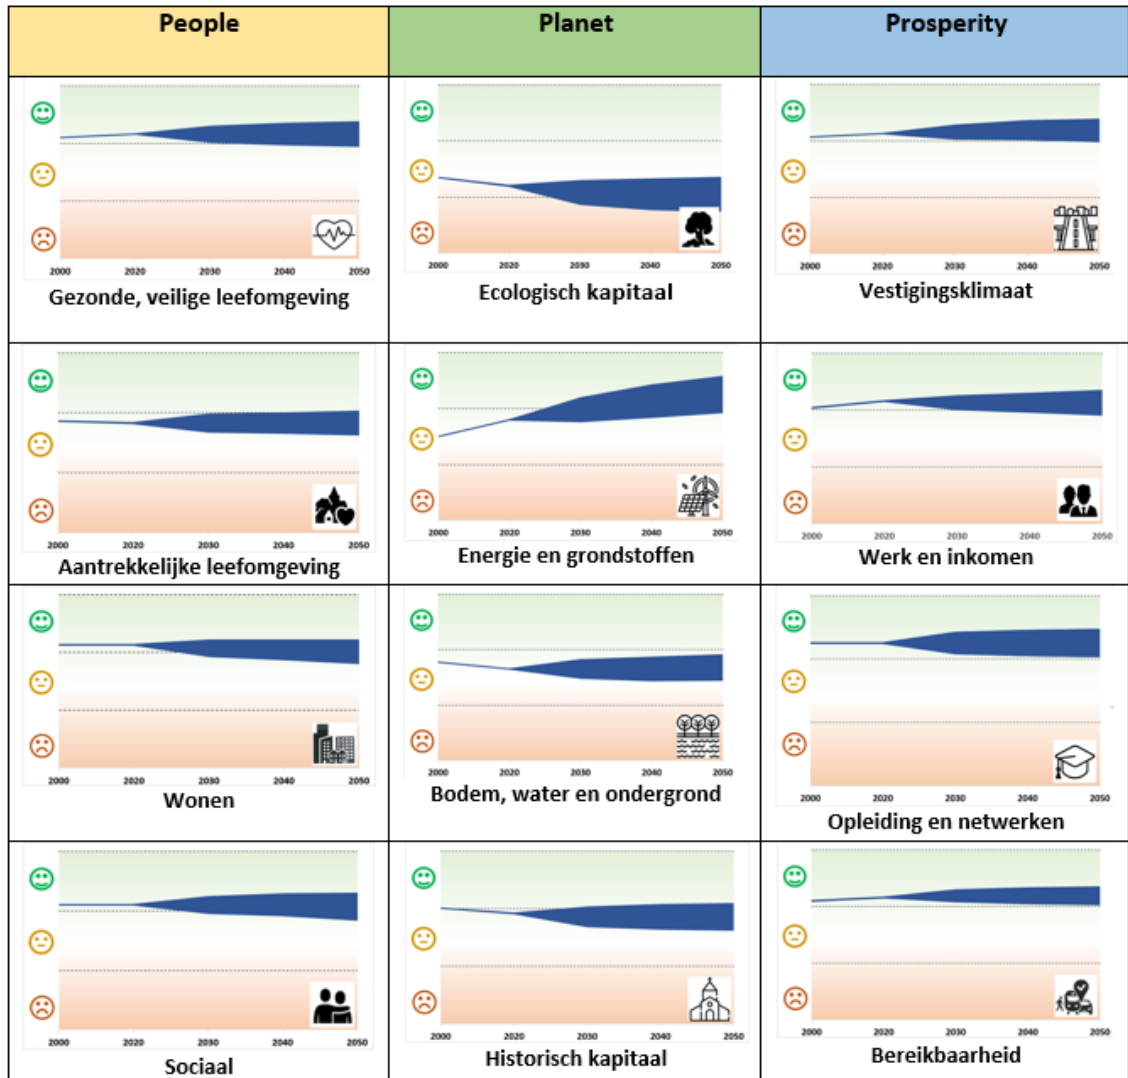 People
Planet
Prosperity
2000 2020 2030 2040 2050
Gezonde, veilige leefomgeving
2000 2020 2030 2040 2050
Ecologisch kapitaal
2000 2020 2030 2040 2050
Vestigingsklimaat
2000 2020 2030 2040 2050
Aantrekkelijke leefomgeving
2000 2020 2030 2040 2050
Energie en grondstoffen
2000 2020 2030 2040 2050
Werk en inkomen
2000 2020 2030 2040 2050
Wonen
2000 2020 2030 2040 2050
Bodem, water en ondergrond
2000 2020 2030 2040 2050
Opleiding en netwerken
2000 2020 2030 2040 2050
Sociaal
2000 2020 2030 2040 2050
Historisch kapitaal
2000 2020 2030 2040 2050
Bereikbaarheid